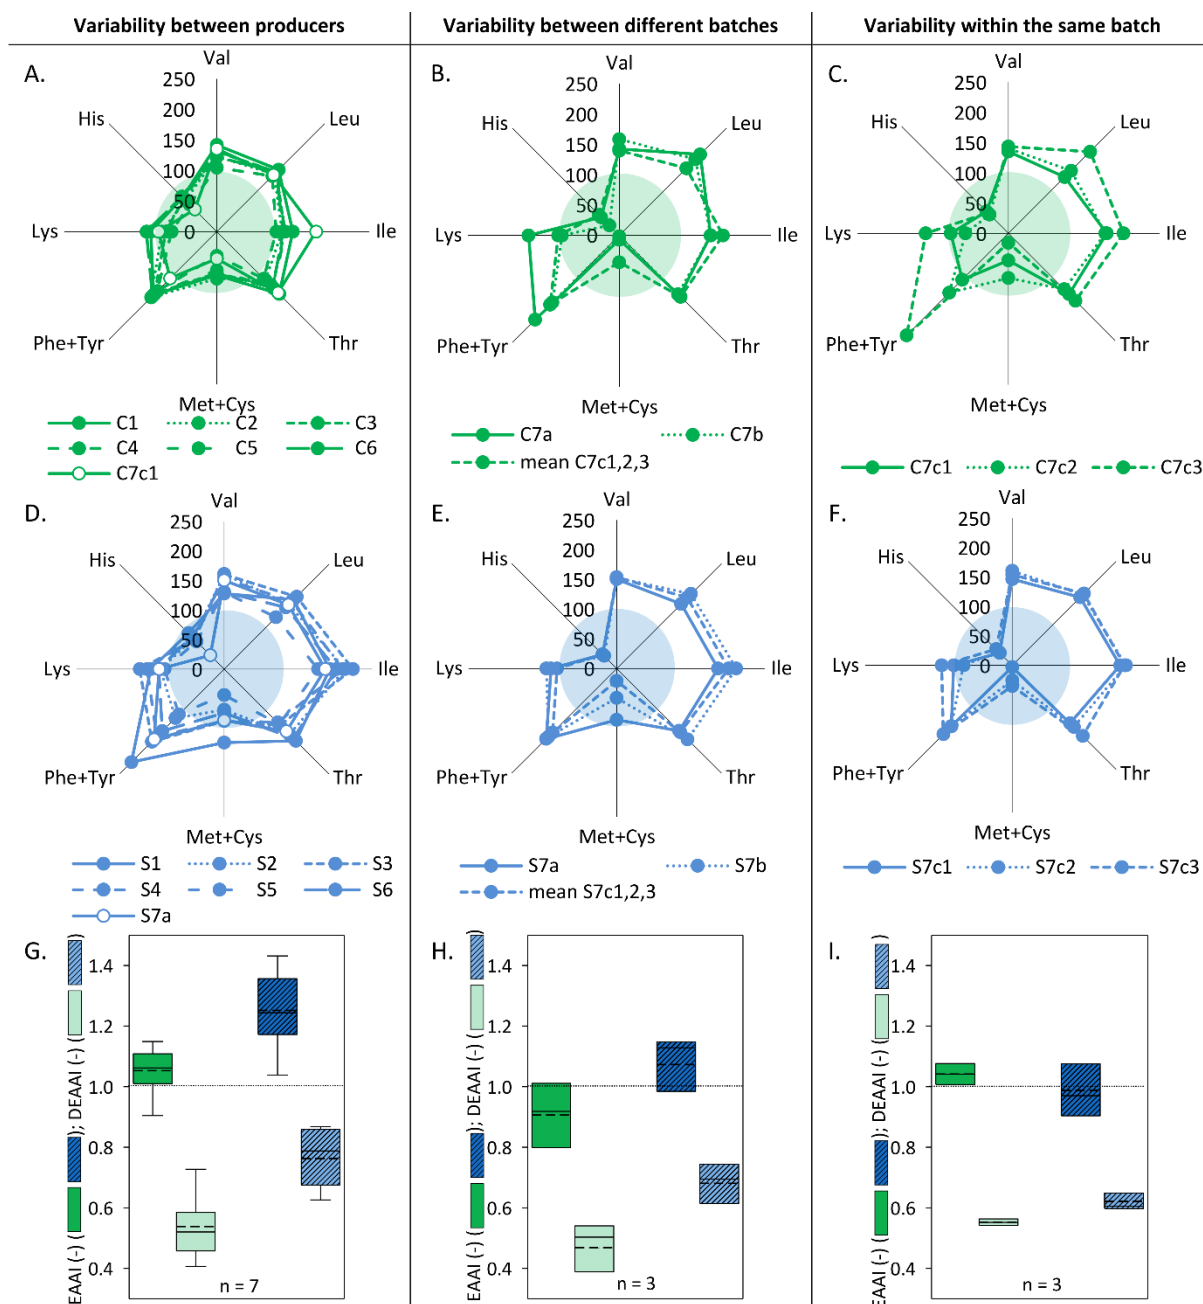 Variability between producers
Variability between different batches
Variability within the same batch
A.
Val
250
200
150
100
50
0
His
Leu
Lys
Ile
Phe+Tyr
Thr
Met+Cys
C1 C2 C3
C4 C5 C6
C7c1
B.
Val
250
200
150
100
50
0
His
Leu
Lys
Ile
Phe+Tyr
Thr
Met+Cys
C7a C7b
mean C7c1,2,3
C.
Val
250
200
150
100
50
0
His
Leu
Lys
Ile
Phe+Tyr
Thr
Met+Cys
C7c1 C7c2 C7c3
D.
Val
250
200
150
100
50
0
His
Leu
Lys
Ile
Phe+Tyr
Thr
Met+Cys
S1 S2 S3
S4 S5 S6
S7a
E.
Val
250
200
150
100
50
0
His
Leu
Lys
Ile
Phe+Tyr
Thr
Met+Cys
S7a S7b
mean S7c1,2,3
F.
Val
250
200
150
100
50
0
His
Leu
Lys
Ile
Phe+Tyr
Thr
Met+Cys
S7c1 S7c2 S7c3
G.
EAAI (-) ( ); DEAAI (-) ( )
1.4
1.2
1.0
0.8
0.6
0.4
n = 7
H.
EAAI (-) ( ); DEAAI (-) ( )
1.4
1.2
1.0
0.8
0.6
0.4
n = 3
I.
EAAI (-) ( ); DEAAI (-) ( )
1.4
1.2
1.0
0.8
0.6
0.4
n = 3